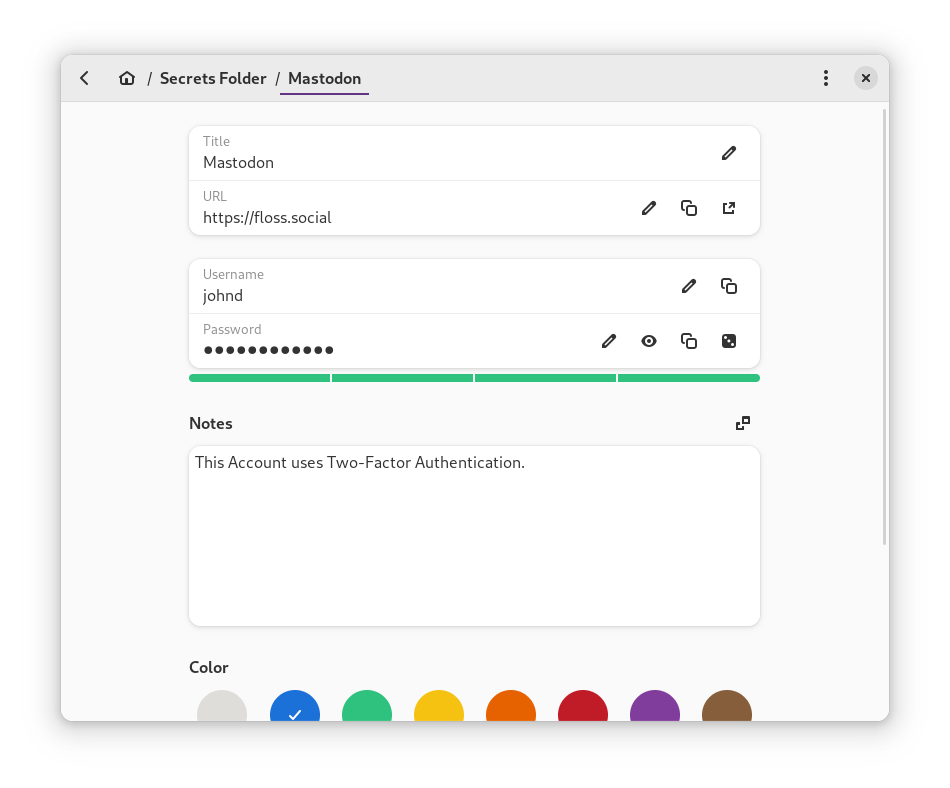 / Secrets Folder / Mastodon
Title
Mastodon
URL
https://floss.social
Username
johnd
Password
●●●●●●●●●●●●
Notes
This Account uses Two-Factor Authentication.
Color